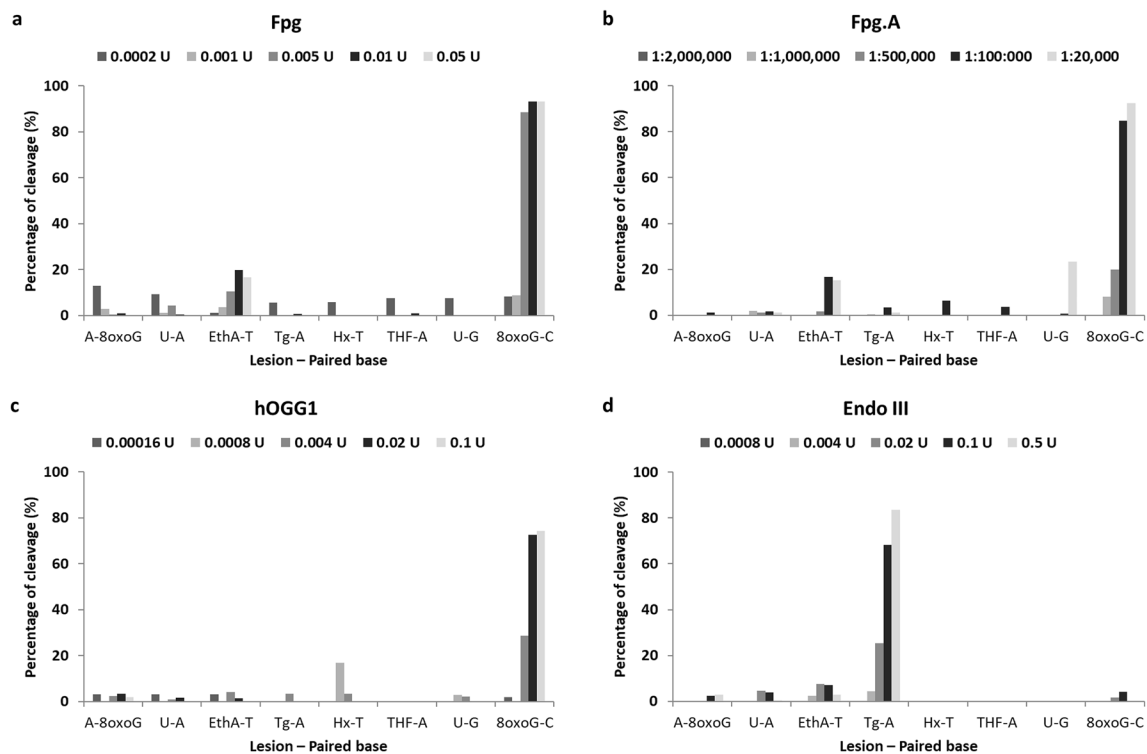 a
Fpg
0.0002 U 0.001 U 0.005 U 0.01 U 0.05 U
Percentage of cleavage (%)
100
80
60
40
20
0
A-8oxoG U-A EthA-T Tg-A Hx-T THF-A U-G 8oxoG-C
Lesion – Paired base
b
Fpg.A
1:2,000,000 1:1,000,000 1:500,000 1:100:000 1:20,000
Percentage of cleavage (%)
100
80
60
40
20
0
A-8oxoG U-A EthA-T Tg-A Hx-T THF-A U-G 8oxoG-C
Lesion – Paired base
c
hOGG1
0.00016 U 0.0008 U 0.004 U 0.02 U 0.1 U
Percentage of cleavage (%)
100
80
60
40
20
0
A-8oxoG U-A EthA-T Tg-A Hx-T THF-A U-G 8oxoG-C
Lesion – Paired base
d
Endo III
0.0008 U 0.004 U 0.02 U 0.1 U 0.5 U
Percentage of cleavage (%)
100
80
60
40
20
0
A-8oxoG U-A EthA-T Tg-A Hx-T THF-A U-G 8oxoG-C
Lesion – Paired base